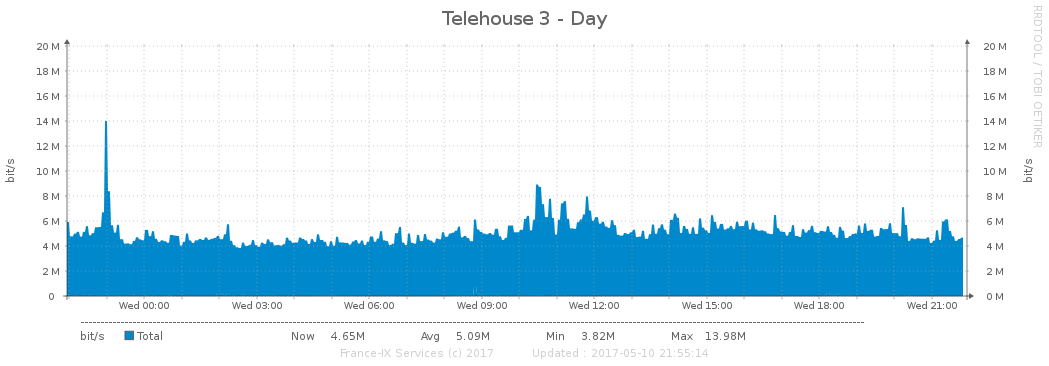 Telehouse 3 - Day
RRDTOOL / TOBI OETIKER
bit/s
bit/s
20 M 20 M
18 M 18 M
16 M 16 M
14 M 14 M
12 M 12 M
10 M 10 M
8 M 8 M
6 M 6 M
4 M 4 M
2 M 2 M
0 0 M
Wed 00:00 Wed 03:00 Wed 06:00 Wed 09:00 Wed 12:00 Wed 15:00 Wed 18:00 Wed 21:00
bit/s Total Now 4.65M Avg 5.09M Min 3.82M Max 13.98M
France-IX Services (c) 2017 Updated : 2017-05-10 21:55:14